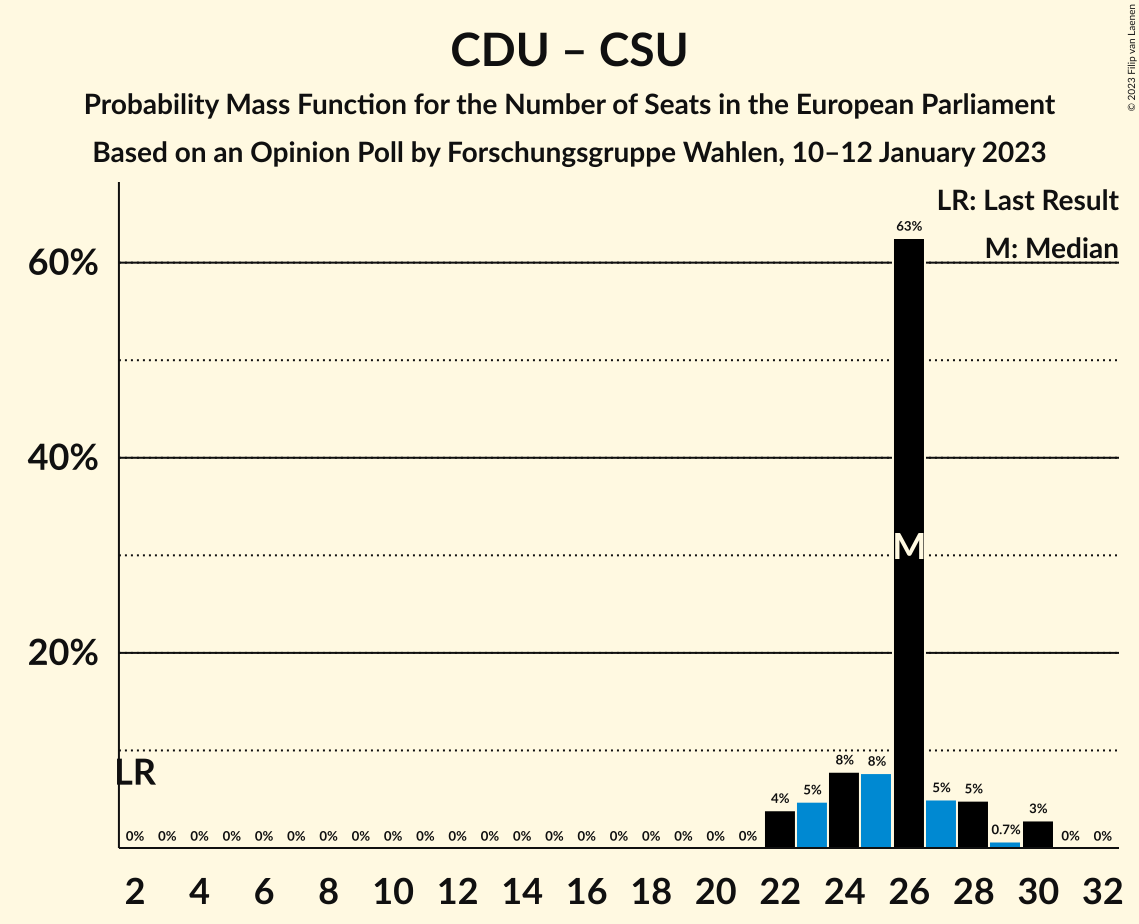 CDU – CSU
Probability Mass Function for the Number of Seats in the European Parliament
Based on an Opinion Poll by Forschungsgruppe Wahlen, 10–12 January 2023
© 2023 Filip van Laenen
LR: Last Result
M: Median
63%
60%
40%
M
20%
LR
0% 0% 0% 0% 0% 0% 0% 0% 0% 0% 0% 0% 0% 0% 0% 0% 0% 0% 0% 0% 4% 5% 8% 8% 5% 5% 0.7% 3% 0% 0%
2 4 6 8 10 12 14 16 18 20 22 24 26 28 30 32